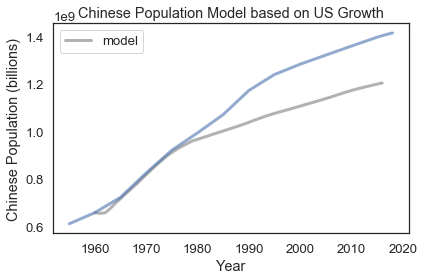 Chinese Population Model based on US Growth
1e9
model
1.4
1.2
1.0
0.8
0.6
Chinese Population (billions)
1960 1970 1980 1990 2000 2010 2020
Year